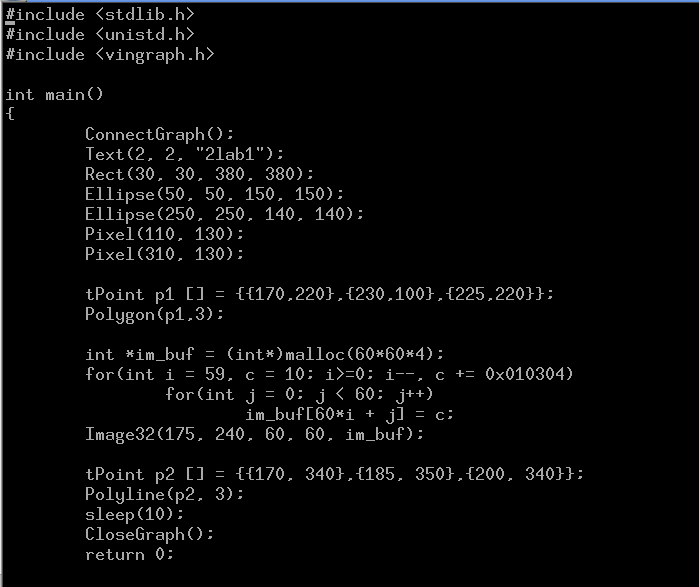 #include <stdlib.h>
#include <unistd.h>
#include <vingraph.h>

int main()
{
        ConnectGraph();
        Text(2, 2, "2lab1");
        Rect(30, 30, 380, 380);
        Ellipse(50, 50, 150, 150);
        Ellipse(250, 250, 140, 140);
        Pixel(110, 130);
        Pixel(310, 130);

        tPoint p1 [] = {{170,220},{230,100},{225,220}};
        Polygon(p1,3);

        int *im_buf = (int*)malloc(60*60*4);
        for(int i = 59, c = 10; i>=0; i--, c += 0x010304)
                for(int j = 0; j < 60; j++)
                        im_buf[60*i + j] = c;
        Image32(175, 240, 60, 60, im_buf);

        tPoint p2 [] = {{170, 340},{185, 350},{200, 340}};
        Polyline(p2, 3);
        sleep(10);
        CloseGraph();
        return 0;